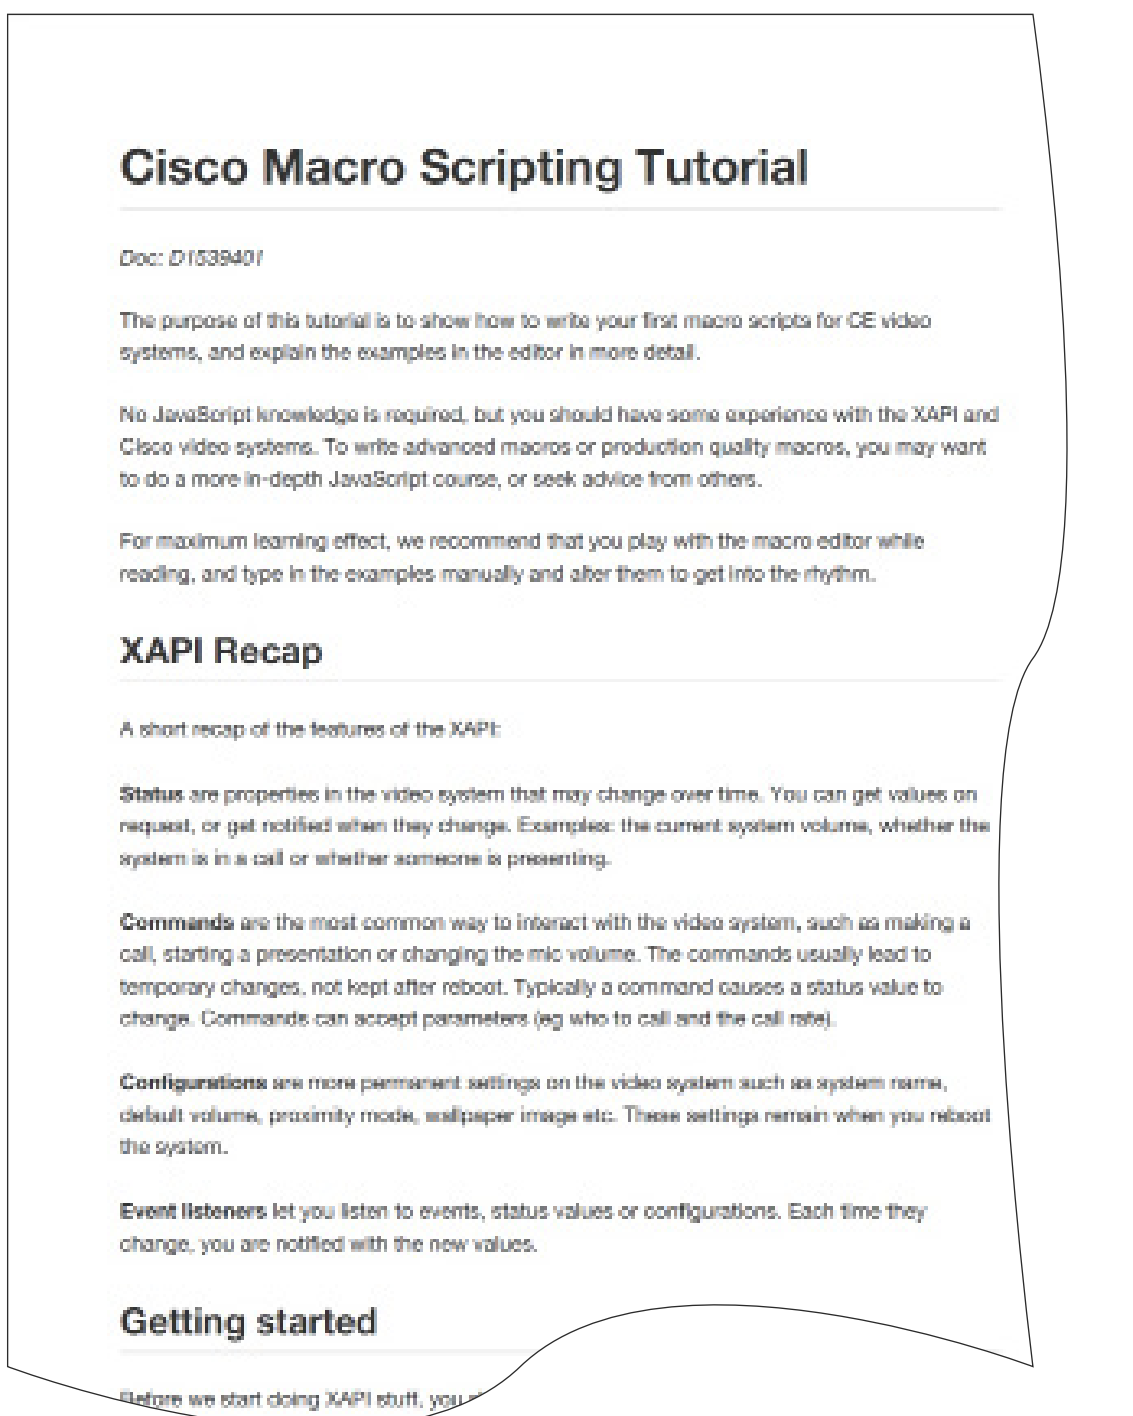 Cisco Macro Scripting Tutorial
Doc: D1539401
The purpose of this tutorial is to show how to write your first macro scripts for CE video
systems, and explain the examples in the editor in more detail.
No JavaScript knowledge is required, but you should have some experience with the XAPI and
Cisco video systems. To write advanced macros or production quality macros, you may want
to do a more in-depth JavaScript course, or seek advice from others.
For maximum learning effect, we recommend that you play with the macro editor while
reading, and type in the examples manually and alter them to get into the rhythm.
XAPI Recap
A short recap of the features of the XAPI:
Status are properties in the video system that may change over time. You can get values on
request, or get notified when they change. Examples: the current system volume, whether the
system is in a call or whether someone is presenting.
Commands are the most common way to interact with the video system, such as making a
call, starting a presentation or changing the mic volume. The commands usually lead to
temporary changes, not kept after reboot. Typically a command causes a status value to
change. Commands can accept parameters (eg who to call and the call rate).
Configurations are more permanent settings on the video system such as system name,
default volume, proximity mode, wallpaper image etc. These settings remain when you reboot
the system.
Event listeners let you listen to events, status values or configurations. Each time they
change, you are notified with the new values.
Getting started
Before we start doing XAPI stuff, you